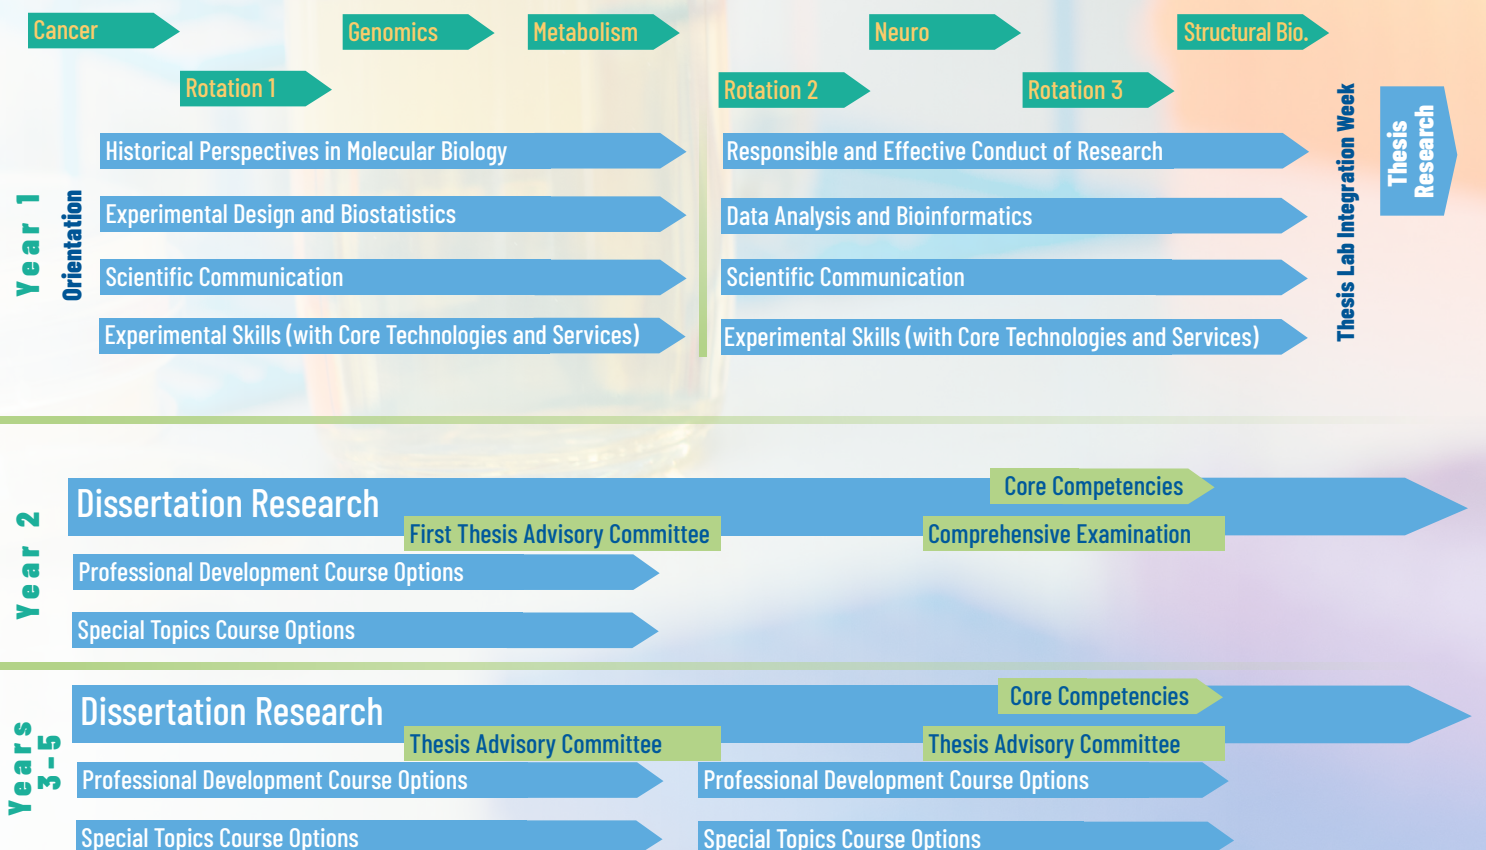 Cancer
Genomics
Metabolism
Neuro
Structural Bio.
Rotation 1
Rotation 2
Rotation 3
Year 1
Orientation
Historical Perspectives in Molecular Biology
Experimental Design and Biostatistics
Scientific Communication
Experimental Skills (with Core Technologies and Services)
Responsible and Effective Conduct of Research
Data Analysis and Bioinformatics
Scientific Communication
Experimental Skills (with Core Technologies and Services)
Thesis Lab Integration Week
Thesis
Research
Year 2
Dissertation Research
Core Competencies
First Thesis Advisory Committee
Comprehensive Examination
Professional Development Course Options
Special Topics Course Options
Years
3-5
Dissertation Research
Core Competencies
Thesis Advisory Committee
Thesis Advisory Committee
Professional Development Course Options
Professional Development Course Options
Special Topics Course Options
Special Topics Course Options